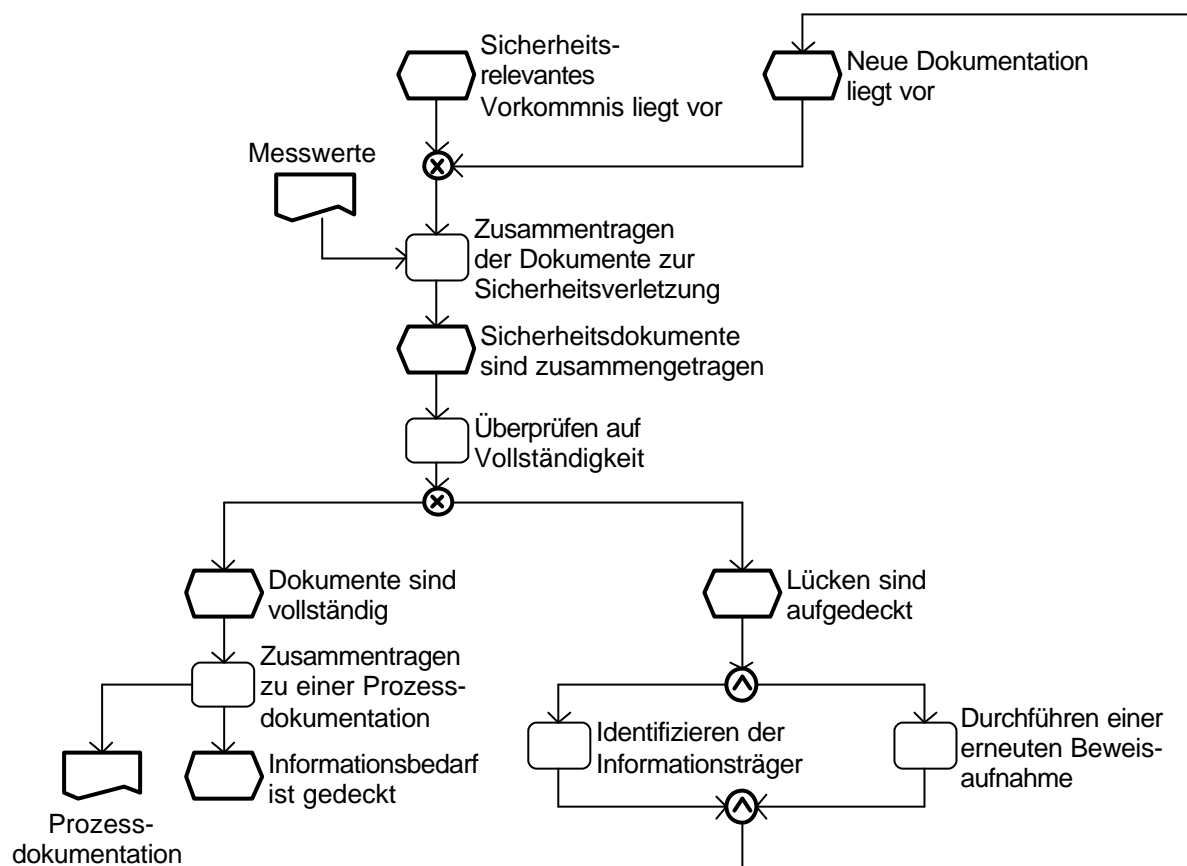 Sicherheits-
relevantes
Vorkommnis liegt vor
Neue Dokumentation
liegt vor
Messwerte
Zusammentragen
der Dokumente zur
Sicherheitsverletzung
Sicherheitsdokumente
sind zusammengetragen
Überprüfen auf
Vollständigkeit
Dokumente sind
vollständig
Lücken sind
aufgedeckt
Zusammentragen
zu einer Prozess-
dokumentation
Identifizieren der
Informationsträger
Durchführen einer
erneuten Beweis-
aufnahme
Informationsbedarf
ist gedeckt
Prozess-
dokumentation